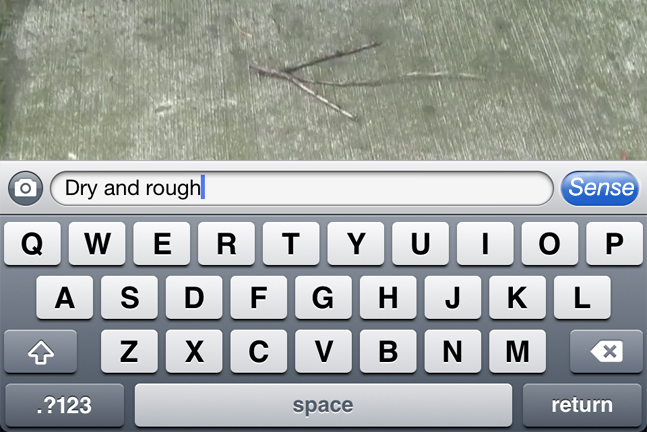 Dry and rough
Sense
Q W E R T Y U I O P
A S D F G H J K L
Z X C V B N M
.?123 space return